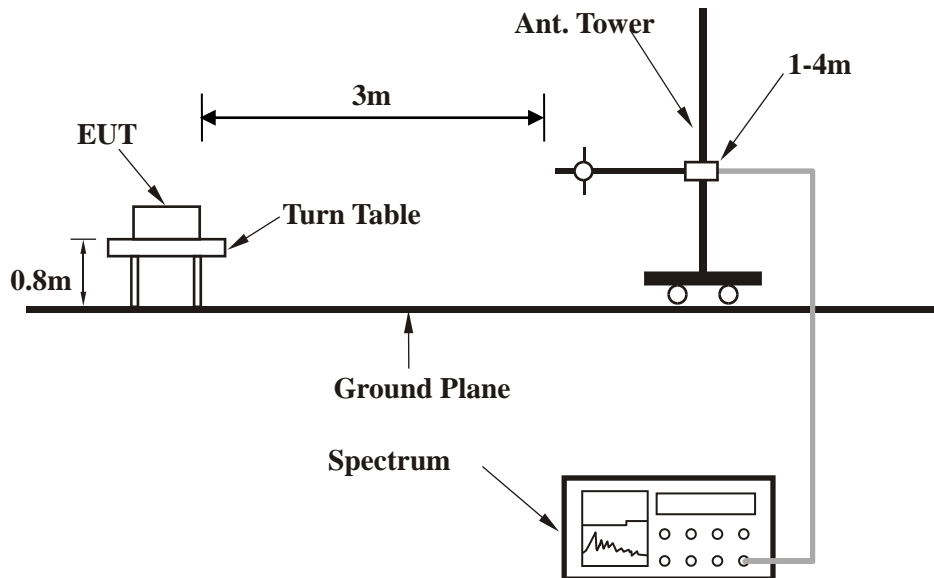 Ant. Tower
1-4m
3m
EUT
Turn Table
0.8m
Ground Plane
Spectrum